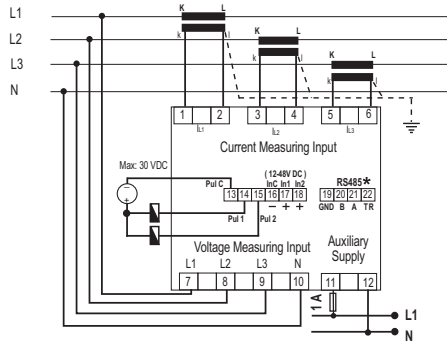 L1
K L
L2
k l K L
L3
k l K L
N
k l
1 2 3 4 5 6
IL1 IL2 IL3
Current Measuring Input
Max: 30 VDC
(12-48V DC)
Pul C InC In1 In2 RS485*
13 14 15 16 17 18 19 20 21 22
Pul 1 Pul 2 − + + GND B A TR
Voltage Measuring Input Auxiliary
Supply
L1 L2 L3 N
7 8 9 10 11 12
1 A
L1
N